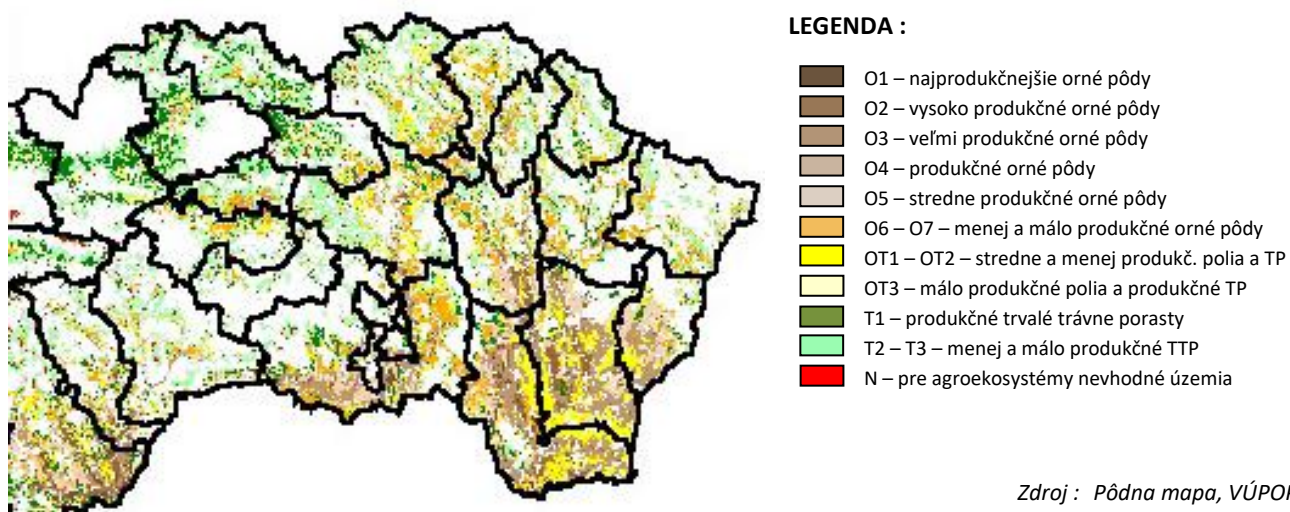 LEGENDA :
O1 – najprodukčnejšie orné pôdy
O2 – vysoko produkčné orné pôdy
O3 – veľmi produkčné orné pôdy
O4 – produkčné orné pôdy
O5 – stredne produkčné orné pôdy
O6 – O7 – menej a málo produkčné orné pôdy
OT1 – OT2 – stredne a menej produkč. polia a TP
OT3 – málo produkčné polia a produkčné TP
T1 – produkčné trvalé trávne porasty
T2 – T3 – menej a málo produkčné TTP
N – pre agroekosystémy nevhodné územia
Zdroj : Pôdna mapa,